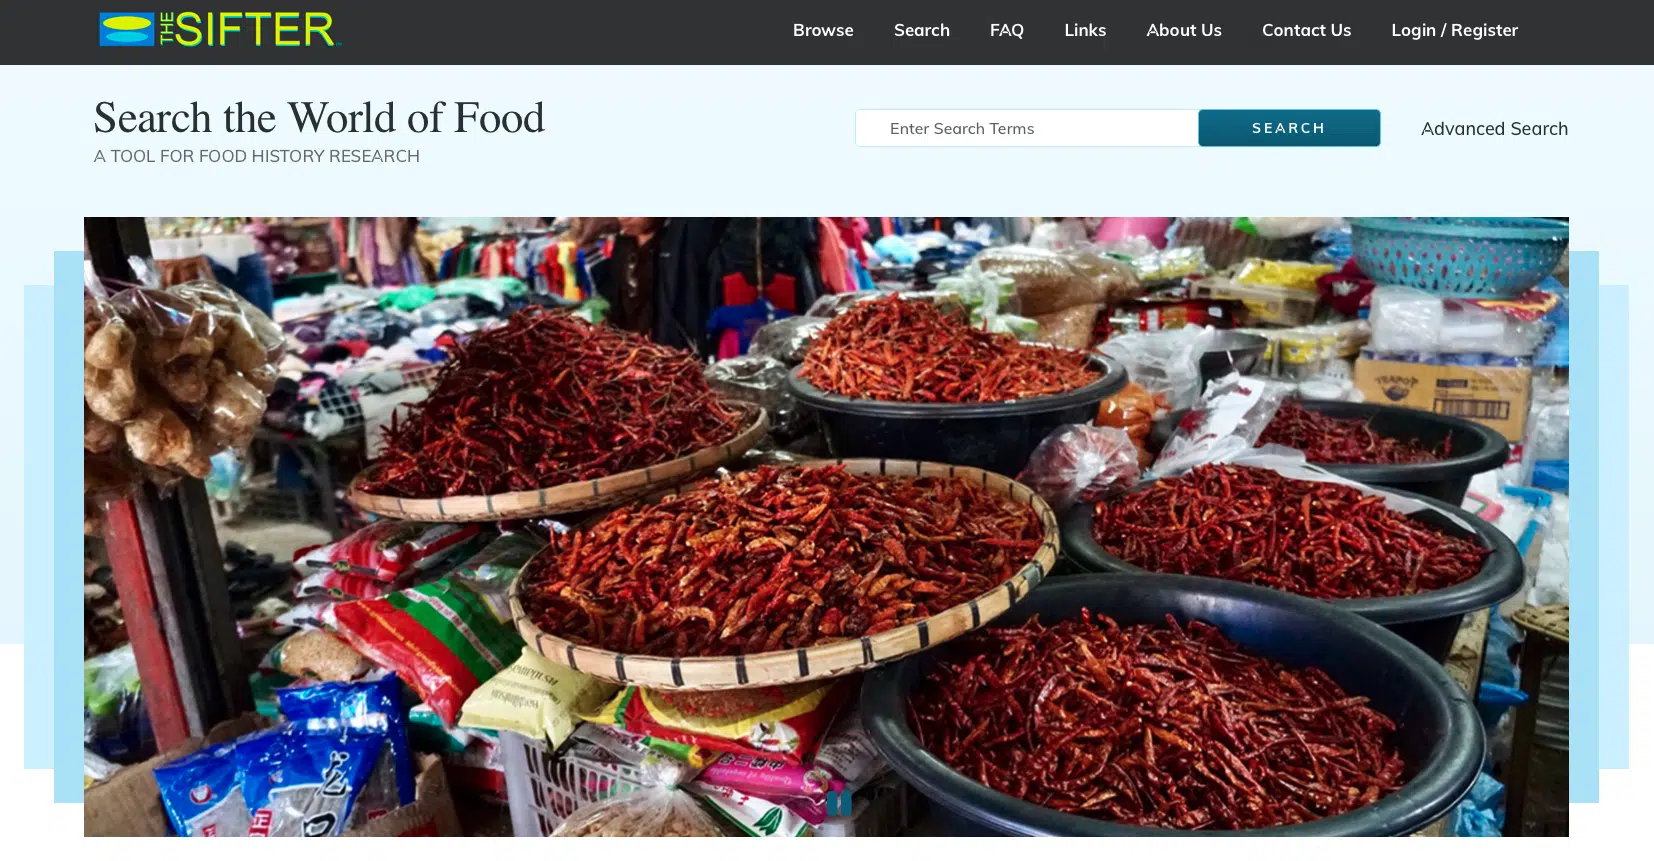 THE SIFTER
Browse Search FAQ Links About Us Contact Us Login / Register
Search the World of Food
A TOOL FOR FOOD HISTORY RESEARCH
Enter Search Terms
SEARCH
Advanced Search
TEAPOT